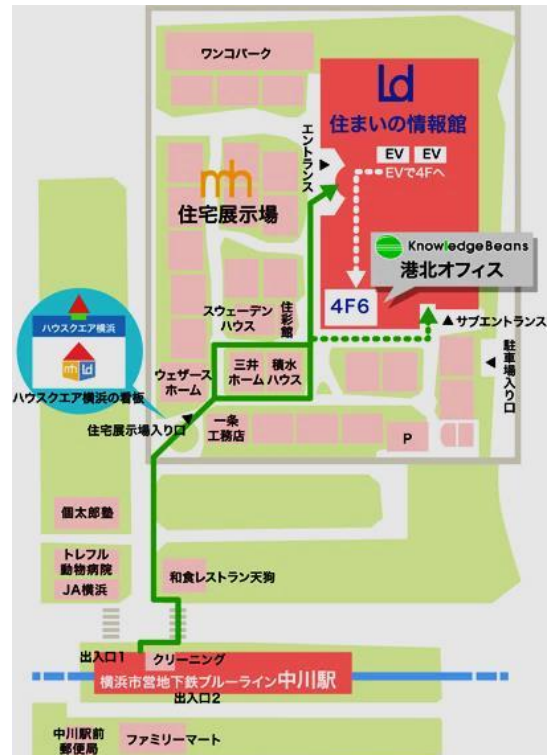 ワンコパーク
Ld
住まいの情報館
エントランス
EV EV
EVで4Fへ
mh
住宅展示場
KnowledgeBeans
港北オフィス
4F6
スウェーデン
ハウス
住彩館
▲サブエントランス
駐車場入り口
ハウスクエア横浜
mh Ld
ハウスクエア横浜の看板
ウェザース
ホーム
三井
ホーム
積水
ハウス
住宅展示場入り口
一条
工務店
P
個太郎塾
トレフル
動物病院
JA横浜
和食レストラン天狗
出入口1
クリーニング
横浜市営地下鉄ブルーライン中川駅
出入口2
中川駅前
郵便局
ファミリーマート